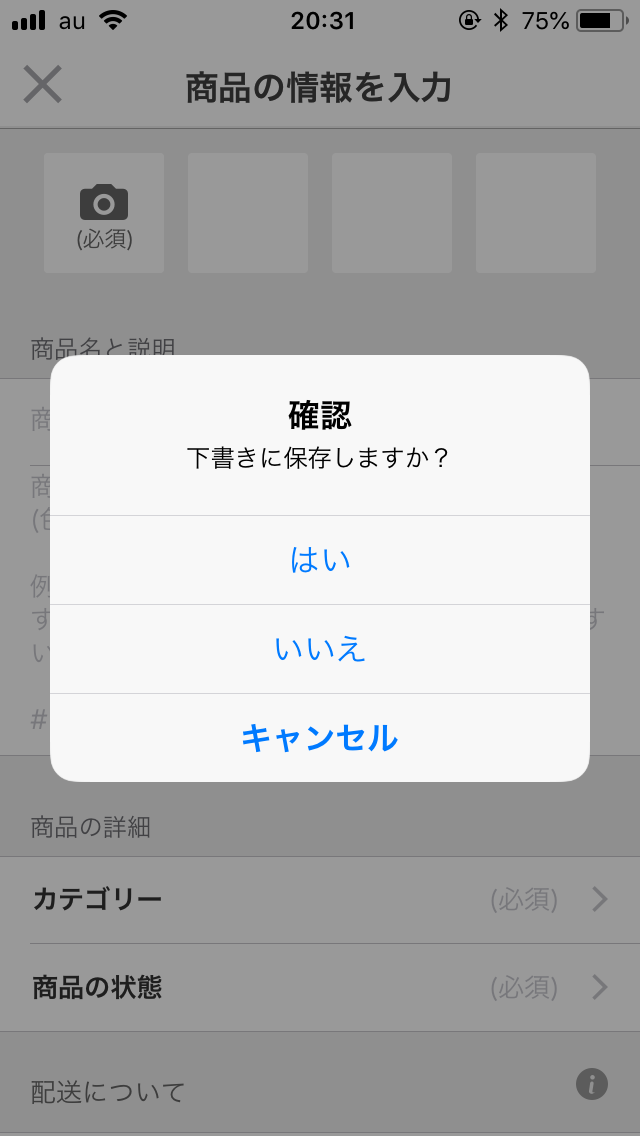 au 20:31 75%
商品の情報を入力
(必須)
商品名と説明
商
確認
下書きに保存しますか？
商
(色
はい
例
す す
い
いいえ
#
キャンセル
商品の詳細
カテゴリー (必須)
商品の状態 (必須)
配送について